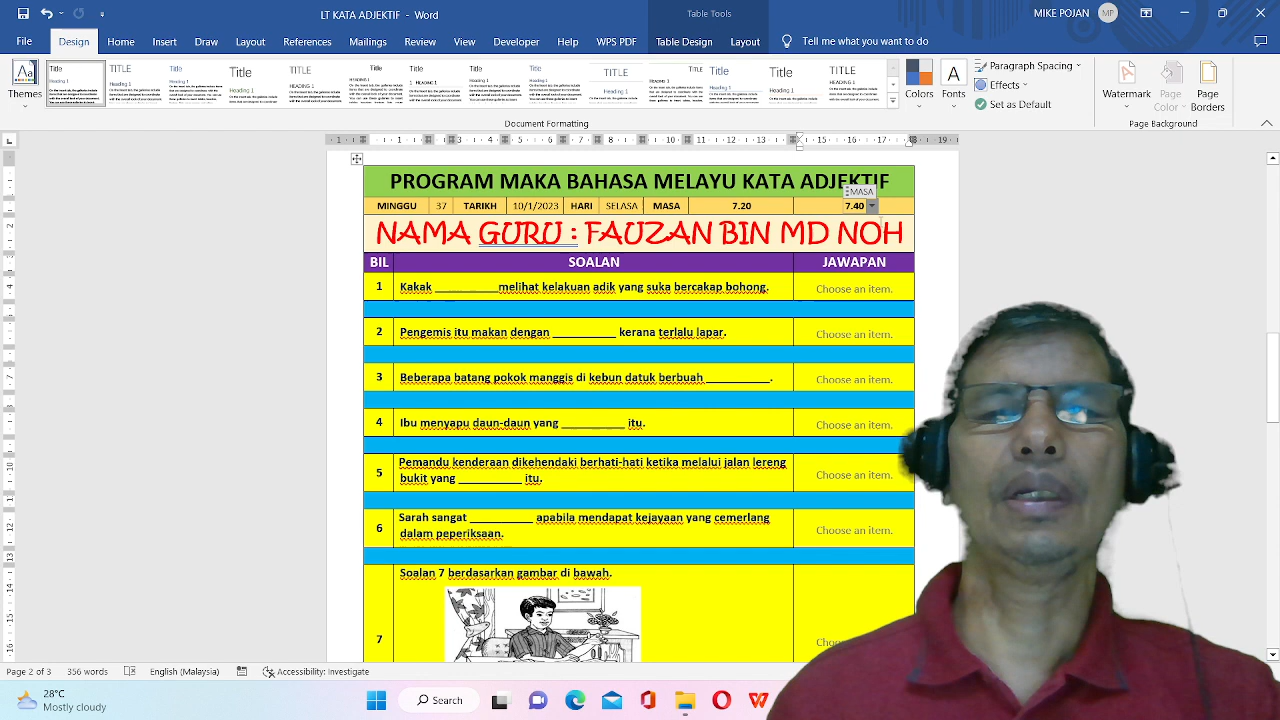 LT KATA ADJEKTIF - Word Table Tools MIKE POJAN MP
File Design Home Insert Draw Layout References Mailings Review View Help PDF Table Design Layout Tell me what you want to do
Themes Colors Fonts Paragraph Spacing Effects Set as Default Watermark Page Color Page Borders
Document Formatting Page Background
PROGRAM MAKA BAHASA MELAYU KATA ADJEKTIF
MASA
MINGGU 37 TARIKH 10/1/2023 HARI SELASA MASA 7.20 7.40
NAMA GURU : FAUZAN BIN MD NOH
BIL SOALAN JAWAPAN
1 Kakak __________melihat kelakuan adik yang suka bercakap bohong. Choose an item.
2 Pengemis itu makan dengan __________ kerana terlalu lapar. Choose an item.
3 Beberapa batang pokok manggis di kebun datuk berbuah __________. Choose an item.
4 Ibu menyapu daun-daun yang __________ itu. Choose an item.
5 Pemandu kenderaan dikehendaki berhati-hati ketika melalui jalan lereng
bukit yang __________ itu. Choose an item.
6 Sarah sangat __________ apabila mendapat kejayaan yang cemerlang
dalam peperiksaan. Choose an item.
Soalan 7 berdasarkan gambar di bawah.
7
Page 2 of 3 356 words English (Malaysia) Accessibility: Investigate
28°C
Mostly cloudy
Search